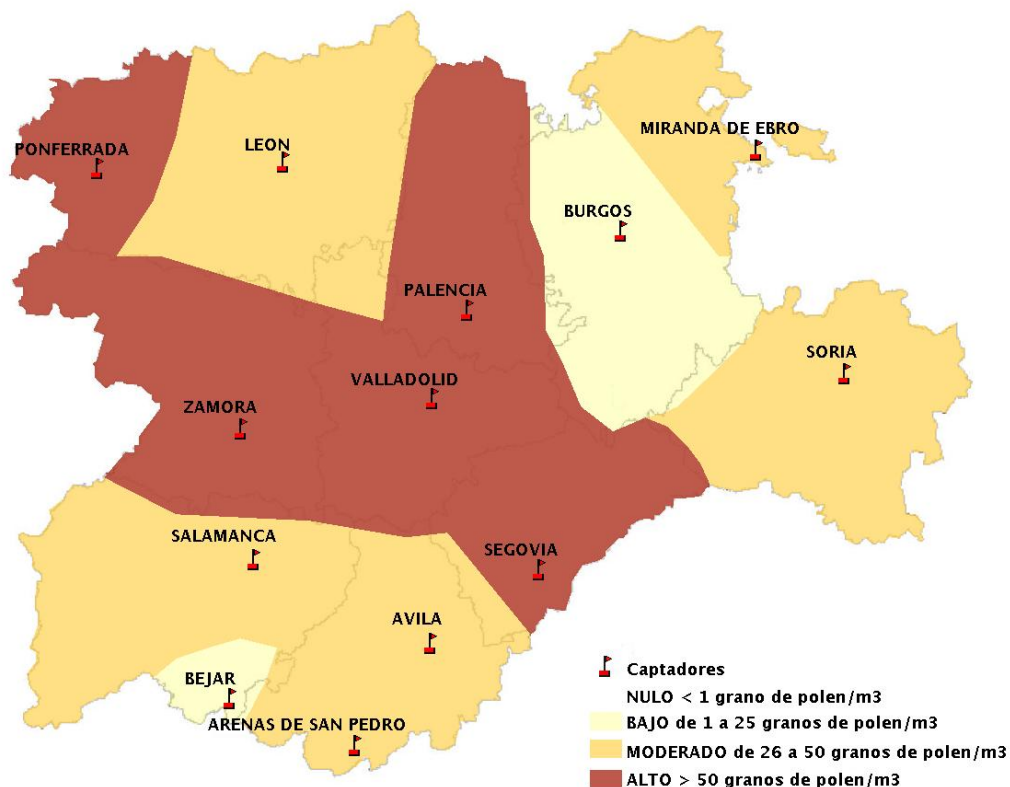 MIRANDA DE EBRO
PONFERRADA
LEON
BURGOS
PALENCIA
SORIA
VALLADOLID
ZAMORA
SALAMANCA
SEGOVIA
AVILA
BEJAR
ARENAS DE SAN PEDRO
Captadores
NULO < 1 grano de polen/m3
BAJO de 1 a 25 granos de polen/m3
MODERADO de 26 a 50 granos de polen/m3
ALTO > 50 granos de polen/m3